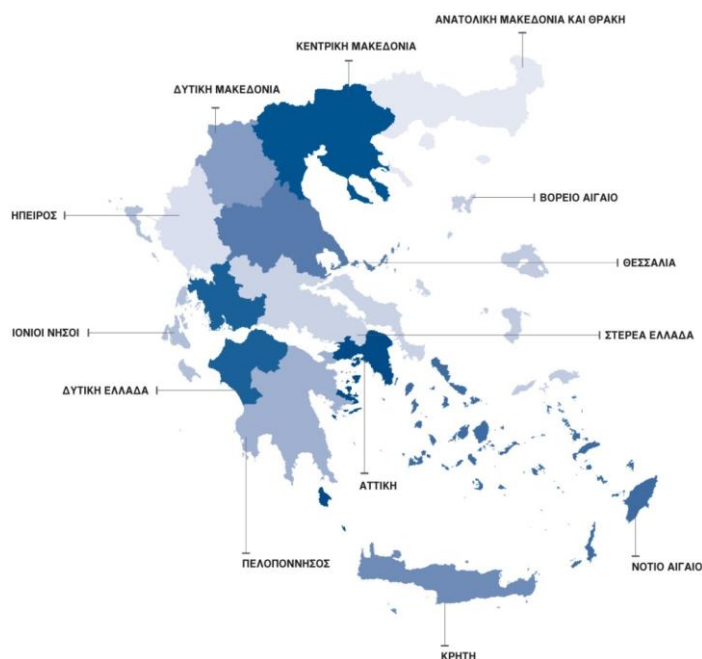 ΑΝΑΤΟΛΙΚΗ ΜΑΚΕΔΟΝΙΑ ΚΑΙ ΘΡΑΚΗ
ΚΕΝΤΡΙΚΗ ΜΑΚΕΔΟΝΙΑ
ΔΥΤΙΚΗ ΜΑΚΕΔΟΝΙΑ
ΒΟΡΕΙΟ ΑΙΓΑΙΟ
ΗΠΕΙΡΟΣ
ΘΕΣΣΑΛΙΑ
ΙΟΝΙΟΙ ΝΗΣΟΙ
ΣΤΕΡΕΑ ΕΛΛΑΔΑ
ΔΥΤΙΚΗ ΕΛΛΑΔΑ
ΑΤΤΙΚΗ
ΠΕΛΟΠΟΝΝΗΣΟΣ
ΝΟΤΙΟ ΑΙΓΑΙΟ
ΚΡΗΤΗ